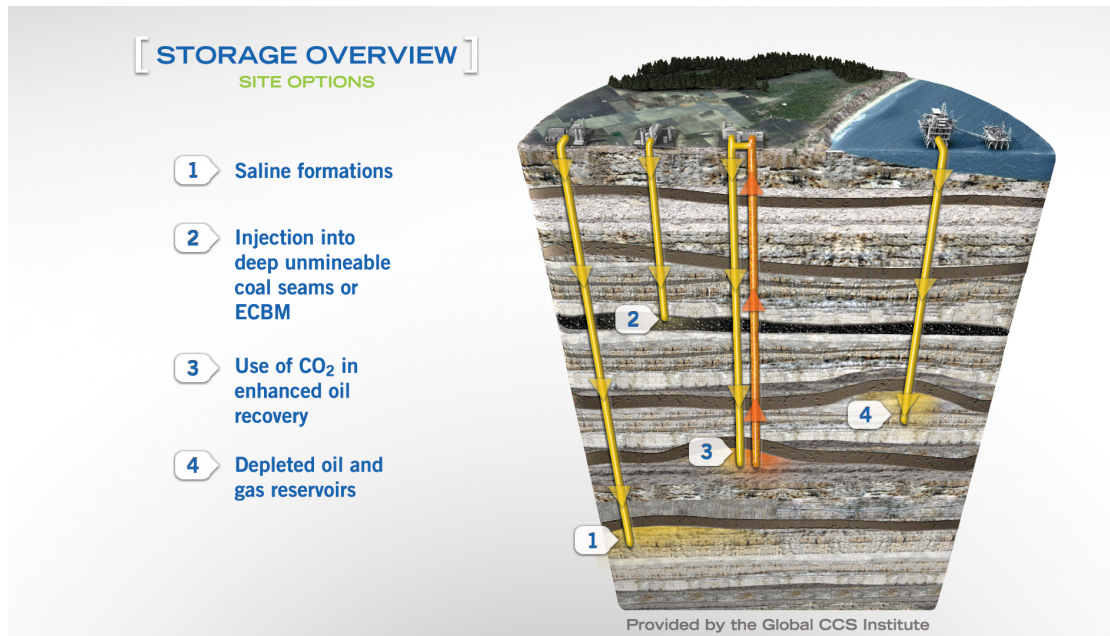 [ STORAGE OVERVIEW ]
SITE OPTIONS
1 Saline formations
2 Injection into
deep unmineable
coal seams or
ECBM
3 Use of CO₂ in
enhanced oil
recovery
4 Depleted oil and
gas reservoirs
2
4
3
1
Provided by the Global CCS Institute